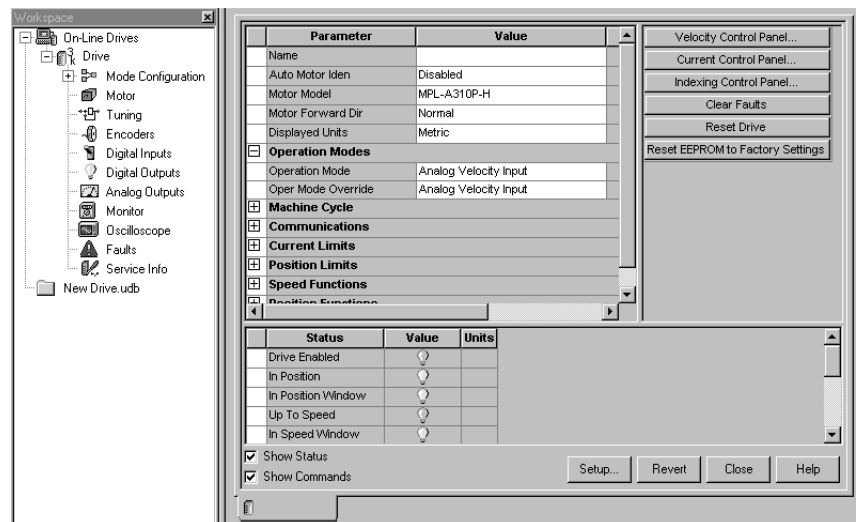 Workspace
On-Line Drives
Drive
Mode Configuration
Motor
Tuning
Encoders
Digital Inputs
Digital Outputs
Analog Outputs
Monitor
Oscilloscope
Faults
Service Info
New Drive.udb
Parameter Value
Name
Auto Motor Iden Disabled
Motor Model MPL-A310P-H
Motor Forward Dir Normal
Displayed Units Metric
Operation Modes
Operation Mode Analog Velocity Input
Oper Mode Override Analog Velocity Input
Machine Cycle
Communications
Current Limits
Position Limits
Speed Functions
Position Functions
Velocity Control Panel...
Current Control Panel...
Indexing Control Panel...
Clear Faults
Reset Drive
Reset EEPROM to Factory Settings
Status Value Units
Drive Enabled
In Position
In Position Window
Up To Speed
In Speed Window
Show Status
Show Commands
Setup... Revert Close Help